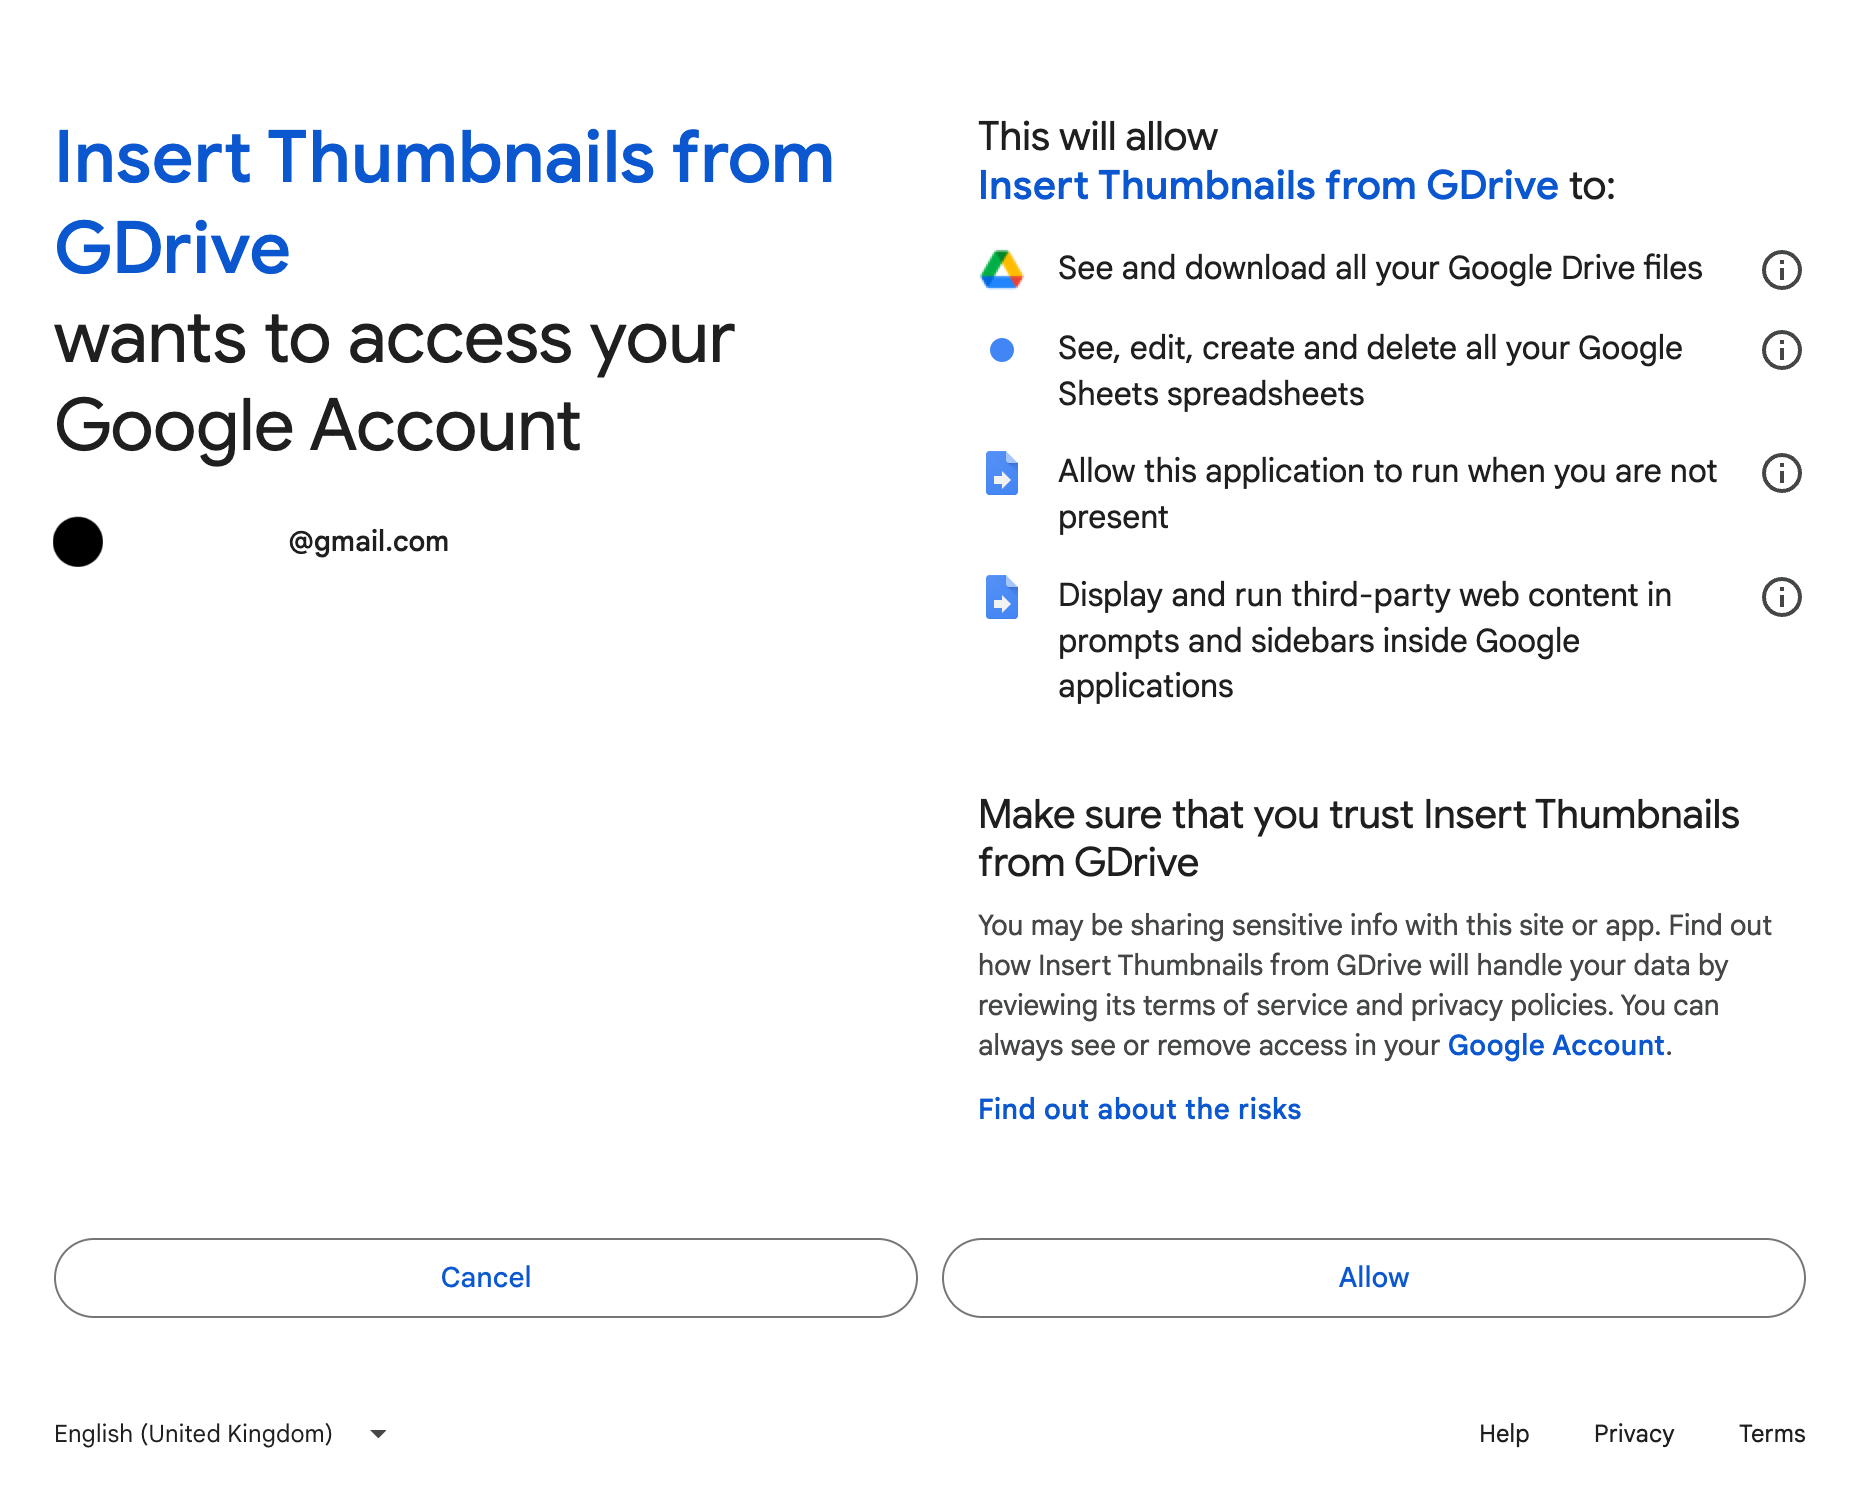 Insert Thumbnails from
GDrive
wants to access your
Google Account
@gmail.com
This will allow
Insert Thumbnails from GDrive to:
See and download all your Google Drive files
See, edit, create and delete all your Google
Sheets spreadsheets
Allow this application to run when you are not
present
Display and run third-party web content in
prompts and sidebars inside Google
applications
Make sure that you trust Insert Thumbnails
from GDrive
You may be sharing sensitive info with this site or app. Find out
how Insert Thumbnails from GDrive will handle your data by
reviewing its terms of service and privacy policies. You can
always see or remove access in your Google Account.
Find out about the risks
Cancel
Allow
English (United Kingdom)
Help
Privacy
Terms